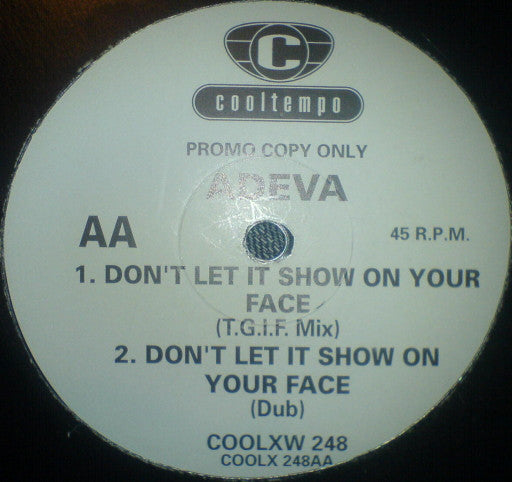 C
cooltempo
PROMO COPY ONLY
ADEVA
AA
45 R.P.M.
1. DON'T LET IT SHOW ON YOUR
FACE
(T.G.I.F. Mix)
2. DON'T LET IT SHOW ON
YOUR FACE
(Dub)
COOLXW 248
COOLX 248AA